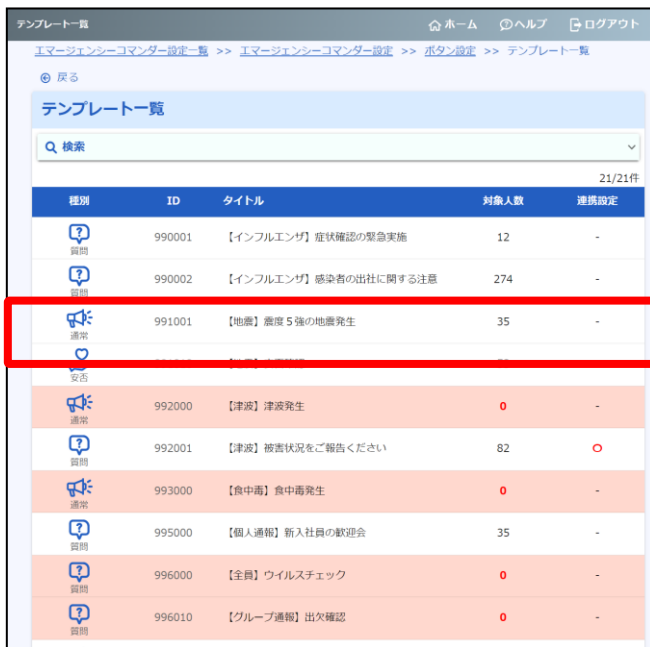 テンプレート一覧 ホーム ヘルプ ログアウト
エマージェンシーコマンダー設定一覧 >> エマージェンシーコマンダー設定 >> ボタン設定 >> テンプレート一覧
戻る
テンプレート一覧
検索
21/21件
種別 ID タイトル 対象人数 連携設定
990001 【インフルエンザ】症状確認の緊急実施 12 -
質問
990002 【インフルエンザ】感染者の出社に関する注意 274 -
質問
991001 【地震】震度5強の地震発生 35 -
通常
安否
992000 【津波】津波発生 0 -
通常
992001 【津波】被害状況をご報告ください 82 ○
質問
993000 【食中毒】食中毒発生 0 -
通常
995000 【個人通報】新入社員の歓迎会 35 -
質問
996000 【全員】ウイルスチェック 0 -
質問
996010 【グループ通報】出欠確認 0 -
質問